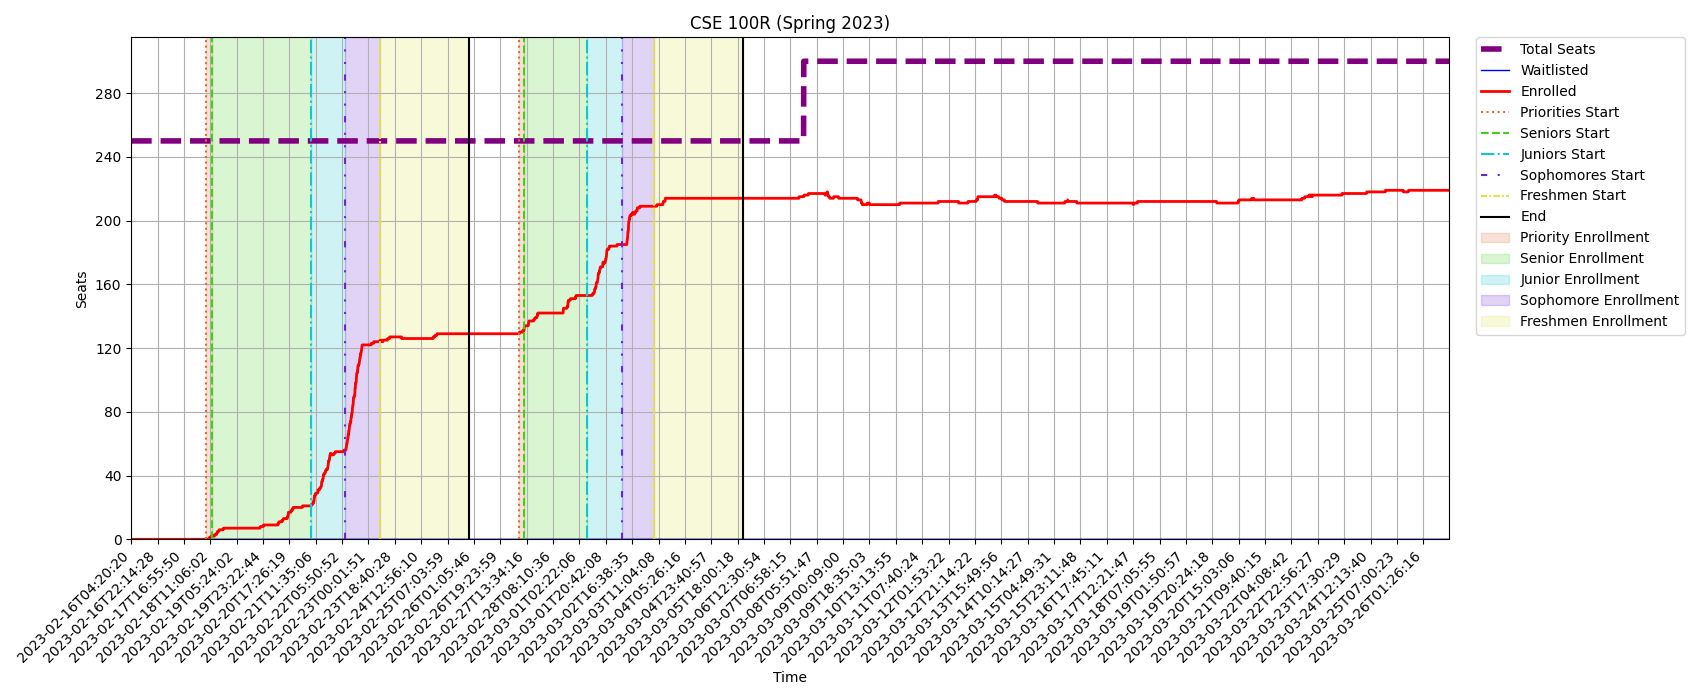 CSE 100R (Spring 2023)
Seats
280
240
200
160
120
80
40
0
2023-02-16T04:20:20
2023-02-16T22:14:28
2023-02-17T16:55:50
2023-02-18T11:06:02
2023-02-19T05:24:02
2023-02-19T23:22:44
2023-02-20T17:26:19
2023-02-21T11:35:06
2023-02-22T05:50:52
2023-02-23T00:01:51
2023-02-23T18:40:28
2023-02-24T12:56:10
2023-02-25T07:03:59
2023-02-26T01:05:46
2023-02-26T19:23:59
2023-02-27T13:34:16
2023-02-28T08:10:36
2023-03-01T02:22:06
2023-03-01T20:42:08
2023-03-02T16:38:35
2023-03-03T11:04:08
2023-03-04T05:26:16
2023-03-04T23:40:57
2023-03-05T18:00:18
2023-03-06T12:30:54
2023-03-07T06:58:15
2023-03-08T05:51:47
2023-03-09T00:09:00
2023-03-09T18:35:03
2023-03-10T13:13:55
2023-03-11T07:40:24
2023-03-12T01:53:22
2023-03-12T21:14:22
2023-03-13T15:49:56
2023-03-14T10:14:27
2023-03-15T04:49:31
2023-03-15T23:11:48
2023-03-16T17:45:11
2023-03-17T12:21:47
2023-03-18T07:05:55
2023-03-19T01:50:57
2023-03-19T20:24:18
2023-03-20T15:03:06
2023-03-21T09:40:15
2023-03-22T04:08:42
2023-03-22T22:56:27
2023-03-23T17:30:29
2023-03-24T12:13:40
2023-03-25T07:00:23
2023-03-26T01:26:16
Time
Total Seats
Waitlisted
Enrolled
Priorities Start
Seniors Start
Juniors Start
Sophomores Start
Freshmen Start
End
Priority Enrollment
Senior Enrollment
Junior Enrollment
Sophomore Enrollment
Freshmen Enrollment